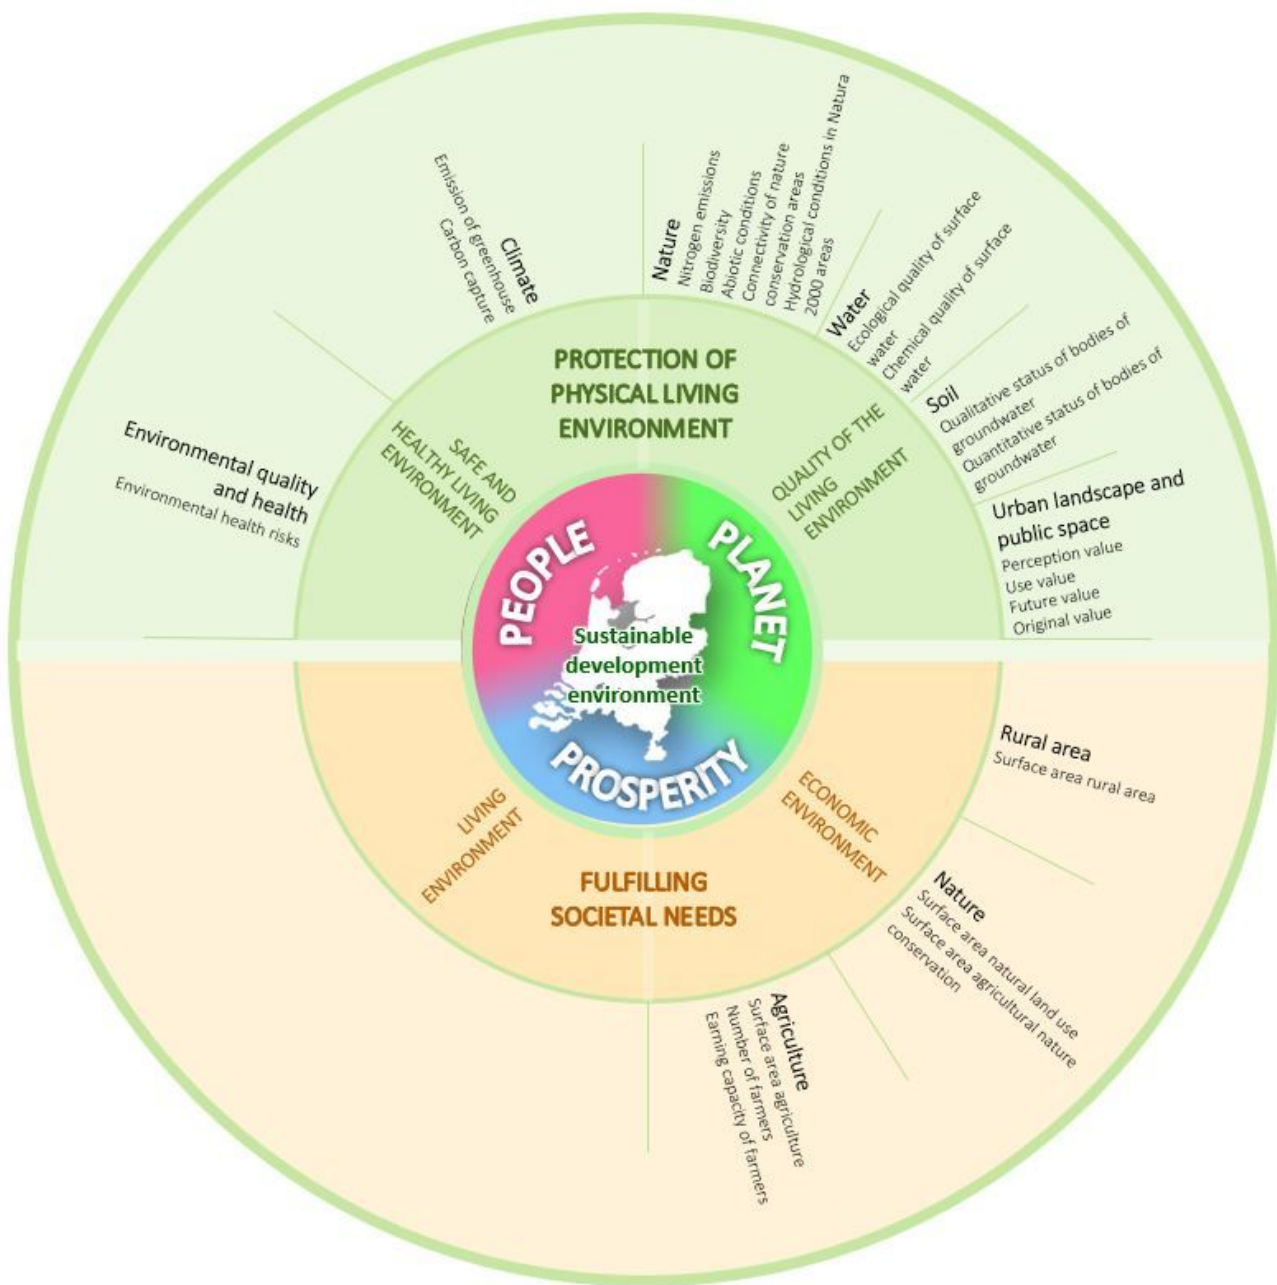 Nature
Nitrogen emissions
Biodiversity
Abiotic conditions
Connectivity of nature
conservation areas
Hydrological conditions in Natura
2000 areas
Water
Ecological quality of surface
water
Chemical quality of surface
water
Soil
Qualitative status of bodies of
groundwater
Quantitative status of bodies of
groundwater
Urban landscape and
public space
Perception value
Use value
Future value
Original value
Climate
Emission of greenhouse
Carbon capture
Environmental quality
and health
Environmental health risks
PROTECTION OF
PHYSICAL LIVING
ENVIRONMENT
SAFE AND
HEALTHY LIVING
ENVIRONMENT
QUALITY OF THE
LIVING
ENVIRONMENT
PEOPLE
PLANET
PROSPERITY
Sustainable
development
environment
LIVING
ENVIRONMENT
ECONOMIC
ENVIRONMENT
FULFILLING
SOCIETAL NEEDS
Rural area
Surface area rural area
Nature
Surface area natural land use
Surface area agricultural nature
conservation
Agriculture
Surface area agriculture
Number of farmers
Earning capacity of farmers